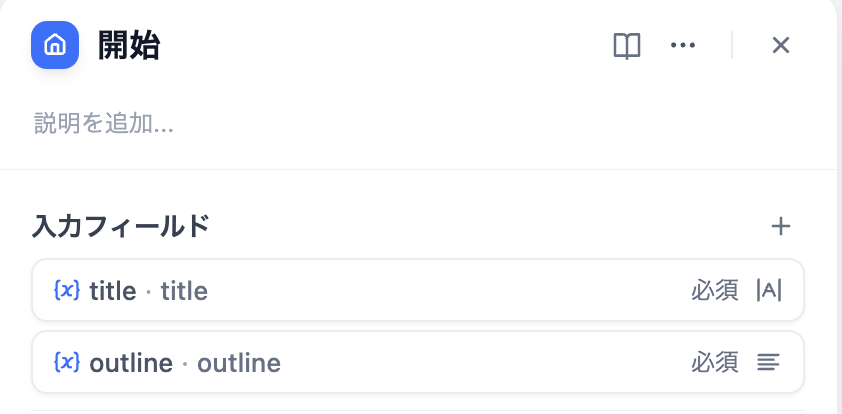 開始
説明を追加...
入力フィールド
{x} title · title 必須 |A|
{x} outline · outline 必須